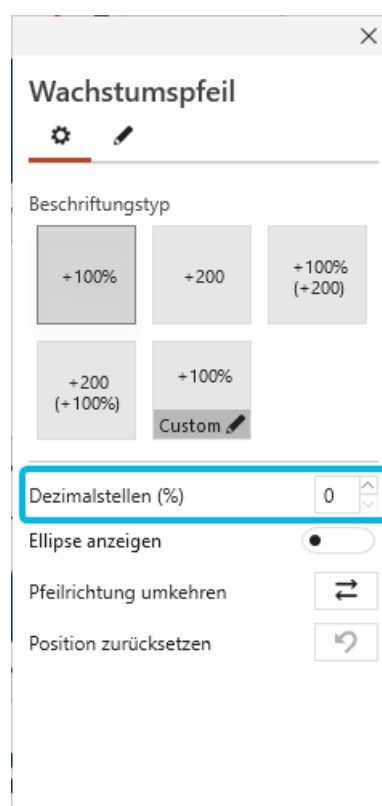 Wachstumspfeil
Beschriftungstyp
+100%
+200
+100%
(+200)
+200
(+100%)
+100%
Custom
Dezimalstellen (%)
0
Ellipse anzeigen
Pfeilrichtung umkehren
Position zurücksetzen